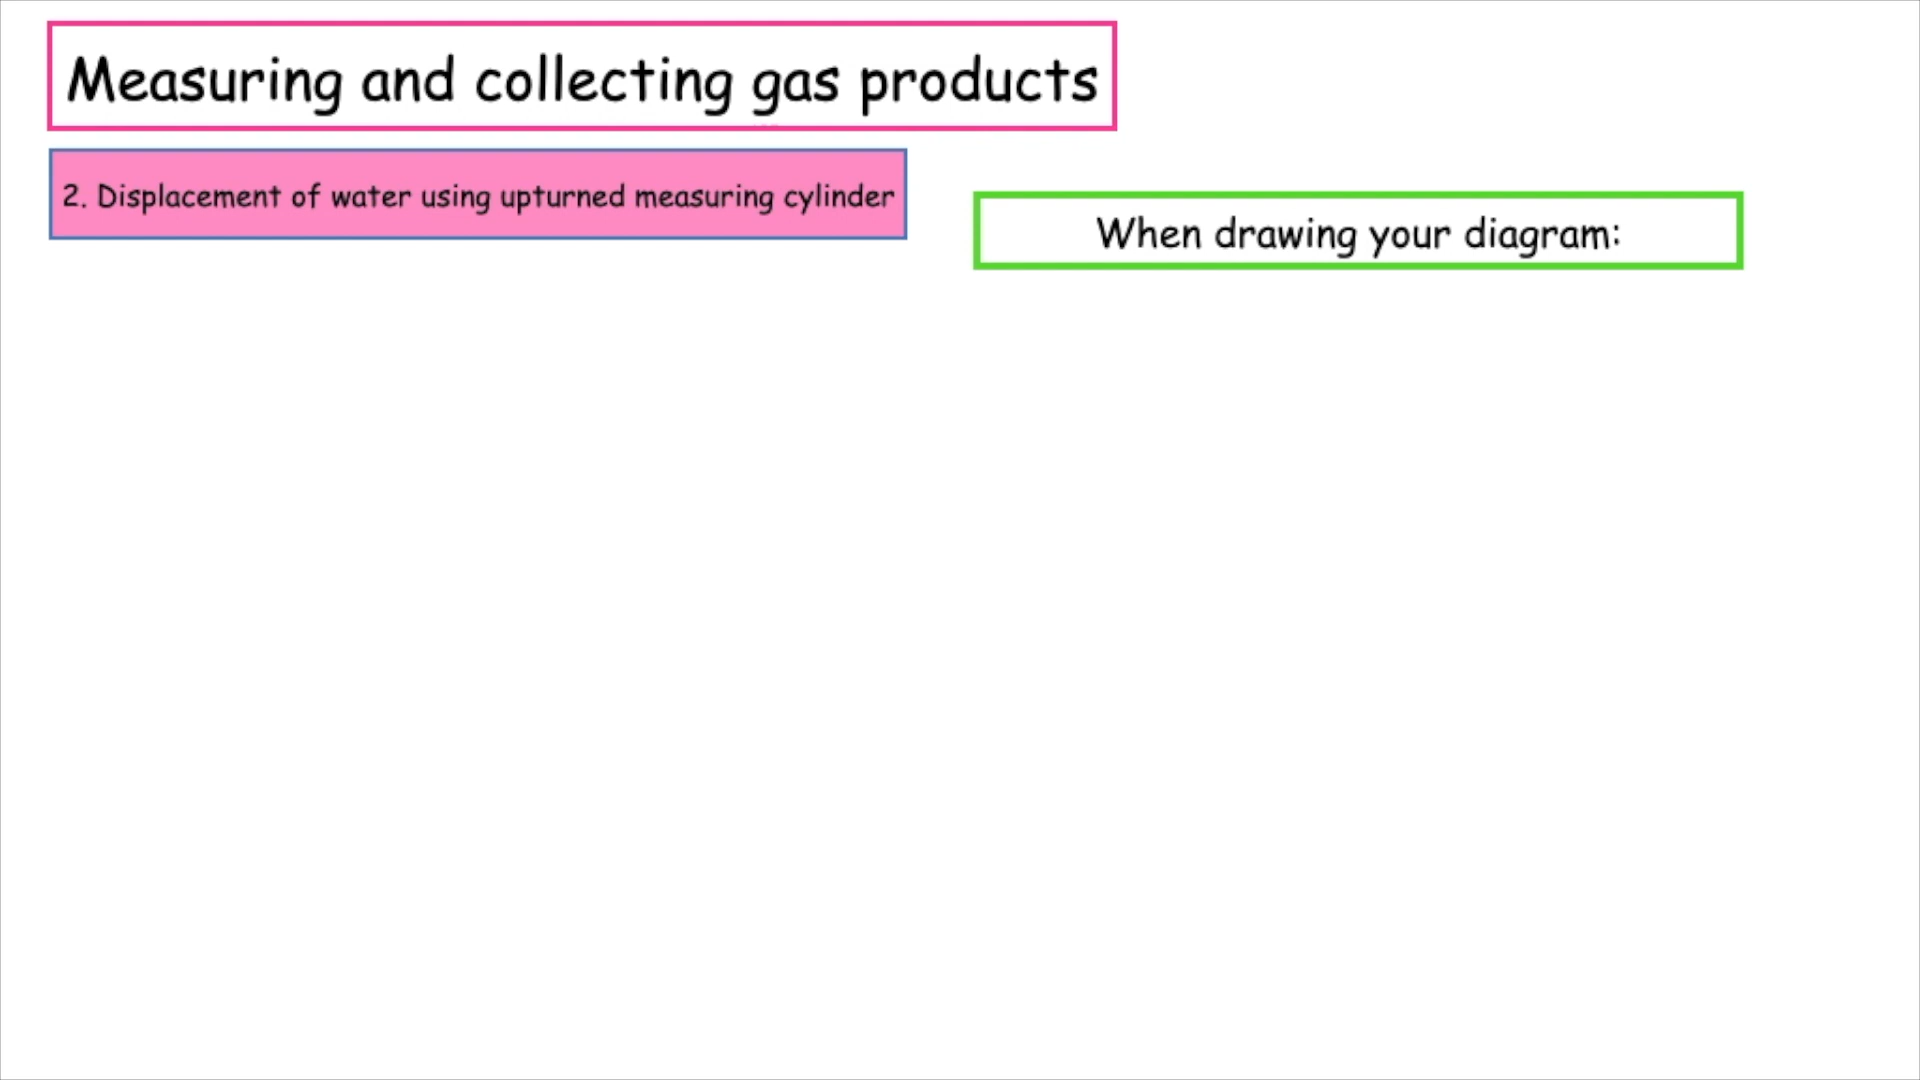 Measuring and collecting gas products
2. Displacement of water using upturned measuring cylinder
When drawing your diagram: